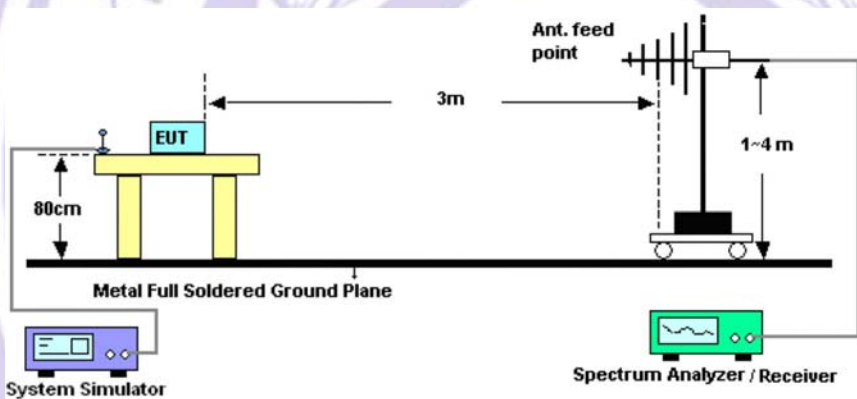 Ant. feed
point
3m
EUT
1~4 m
80cm
Metal Full Soldered Ground Plane
System Simulator
Spectrum Analyzer / Receiver